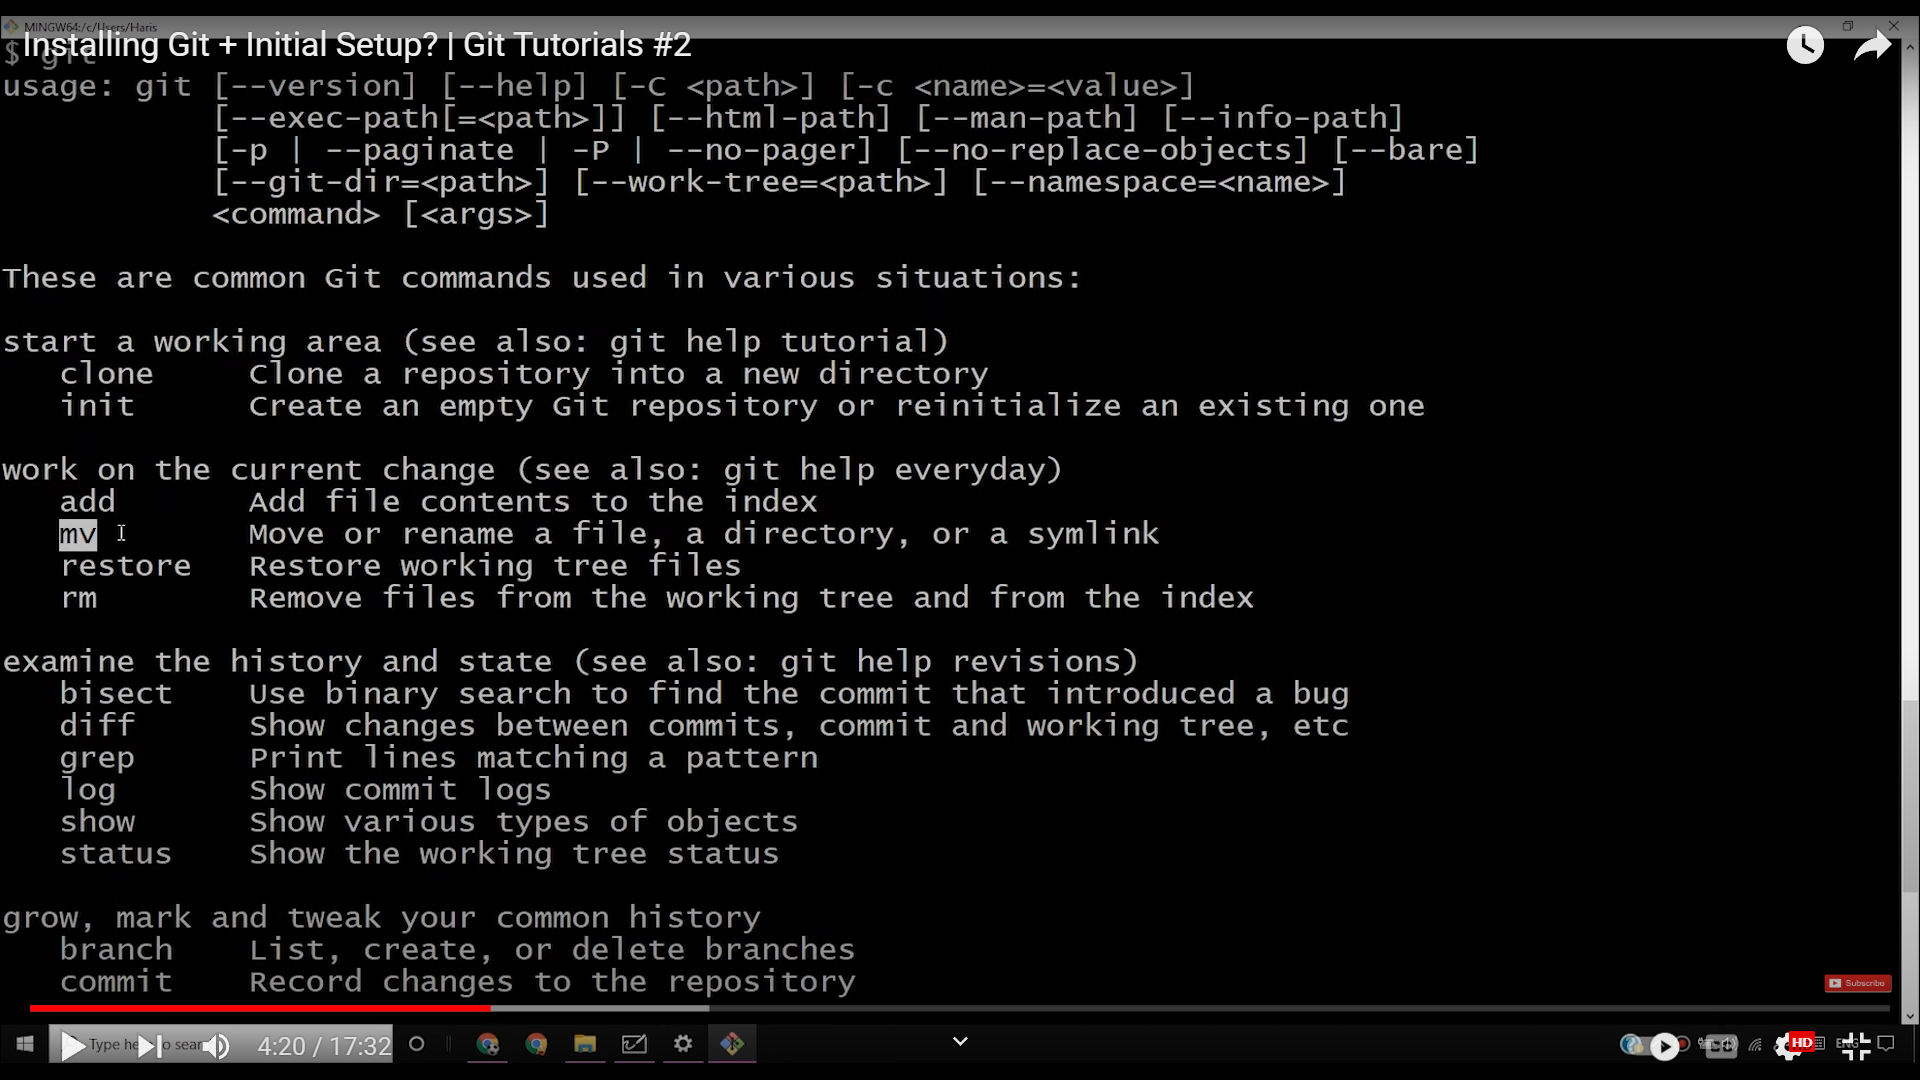 MINGW64:/c/Users/Haris
Installing Git + Initial Setup? | Git Tutorials #2
$ git
usage: git [--version] [--help] [-C <path>] [-c <name>=<value>]
[--exec-path[=<path>]] [--html-path] [--man-path] [--info-path]
[-p | --paginate | -P | --no-pager] [--no-replace-objects] [--bare]
[--git-dir=<path>] [--work-tree=<path>] [--namespace=<name>]
<command> [<args>]
These are common Git commands used in various situations:
start a working area (see also: git help tutorial)
clone Clone a repository into a new directory
init Create an empty Git repository or reinitialize an existing one
work on the current change (see also: git help everyday)
add Add file contents to the index
mv Move or rename a file, a directory, or a symlink
restore Restore working tree files
rm Remove files from the working tree and from the index
examine the history and state (see also: git help revisions)
bisect Use binary search to find the commit that introduced a bug
diff Show changes between commits, commit and working tree, etc
grep Print lines matching a pattern
log Show commit logs
show Show various types of objects
status Show the working tree status
grow, mark and tweak your common history
branch List, create, or delete branches
commit Record changes to the repository
Subscribe
Type here to sear
4:20 / 17:32
HD
ENG